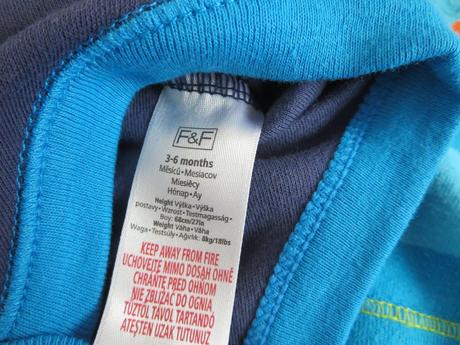 F&F
3-6 months
Měsíců • Mesiacov
Miesięcy
Hónap • Ay
Height Výška • Výška
postavy • Wzrost • Testmagasság •
Boy: 68cm/27in
Weight Váha • Váha
Waga • Testsúly • Ağırlık: 8kg/18lbs
KEEP AWAY FROM FIRE
UCHOVEJTE MIMO DOSAH OHNĚ
CHRÁŇTE PRED OHŇOM
NIE ZBLIŻAĆ DO OGNIA
TŰZTŐL TÁVOL TARTANDÓ
ATEŞTEN UZAK TUTUNUZ